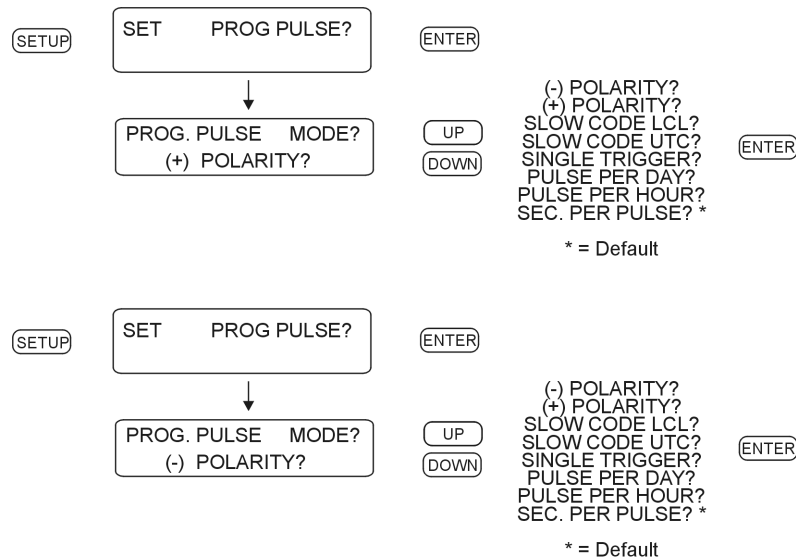 SETUP
SET PROG PULSE?
ENTER
PROG. PULSE MODE?
(+) POLARITY?
UP
DOWN
(-) POLARITY?
(+) POLARITY?
SLOW CODE LCL?
SLOW CODE UTC?
SINGLE TRIGGER?
PULSE PER DAY?
PULSE PER HOUR?
SEC. PER PULSE? *
ENTER
* = Default
SETUP
SET PROG PULSE?
ENTER
PROG. PULSE MODE?
(-) POLARITY?
UP
DOWN
(-) POLARITY?
(+) POLARITY?
SLOW CODE LCL?
SLOW CODE UTC?
SINGLE TRIGGER?
PULSE PER DAY?
PULSE PER HOUR?
SEC. PER PULSE? *
ENTER
* = Default